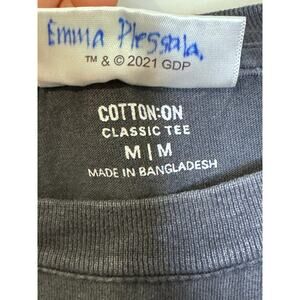 Emma Plessala.
TM & © 2021 GDP
COTTON:ON
CLASSIC TEE
M | M
MADE IN BANGLADESH